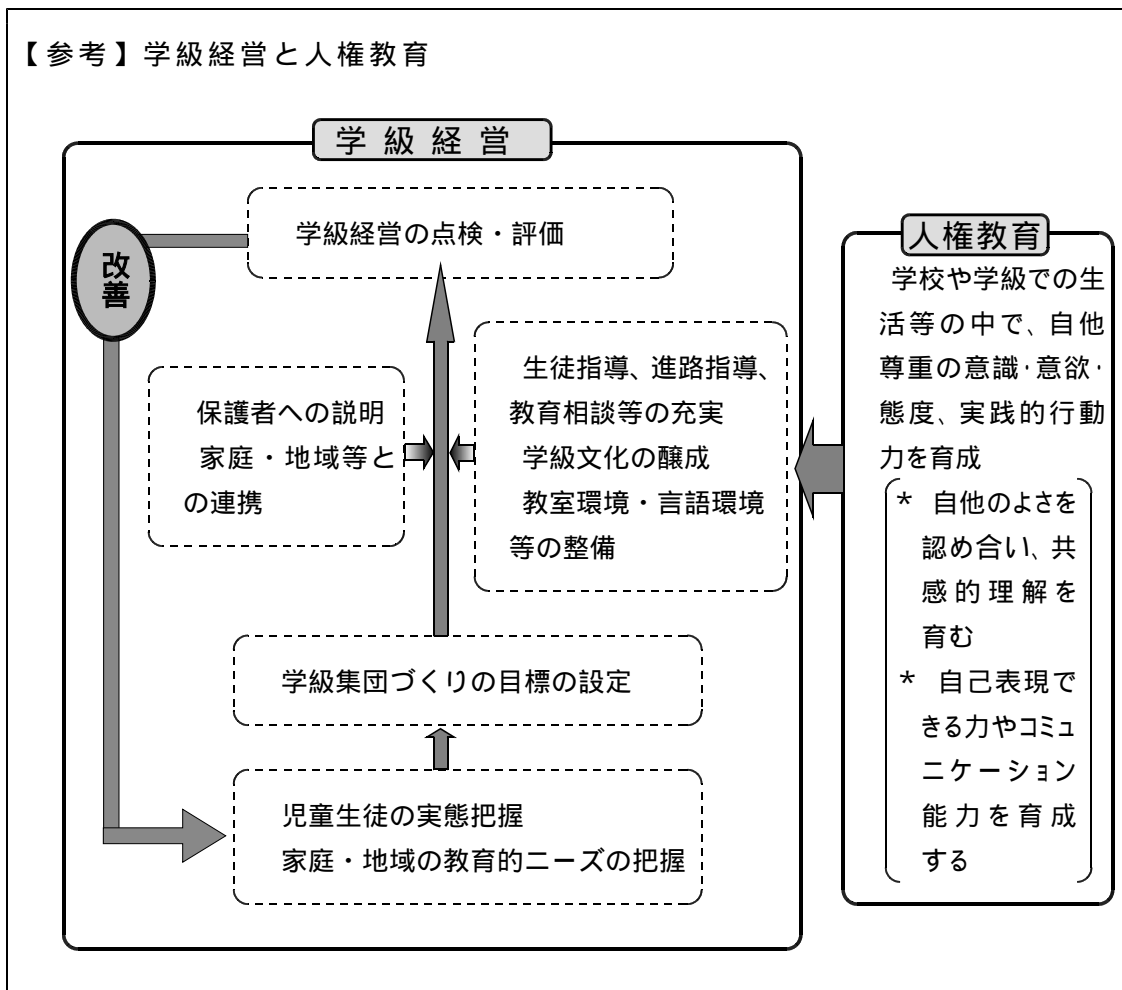 【参考】学級経営と人権教育
学級経営
学級経営の点検・評価
改善
保護者への説明
家庭・地域等と
の連携
生徒指導、進路指導、
教育相談等の充実
学級文化の醸成
教室環境・言語環境
等の整備
学級集団づくりの目標の設定
児童生徒の実態把握
家庭・地域の教育的ニーズの把握
人権教育
学校や学級での生
活等の中で、自他
尊重の意識・意欲・
態度、実践的行動
力を育成
* 自他のよさを
認め合い、共
感的理解を
育む
* 自己表現で
きる力やコミュ
ニケーション
能力を育成
する